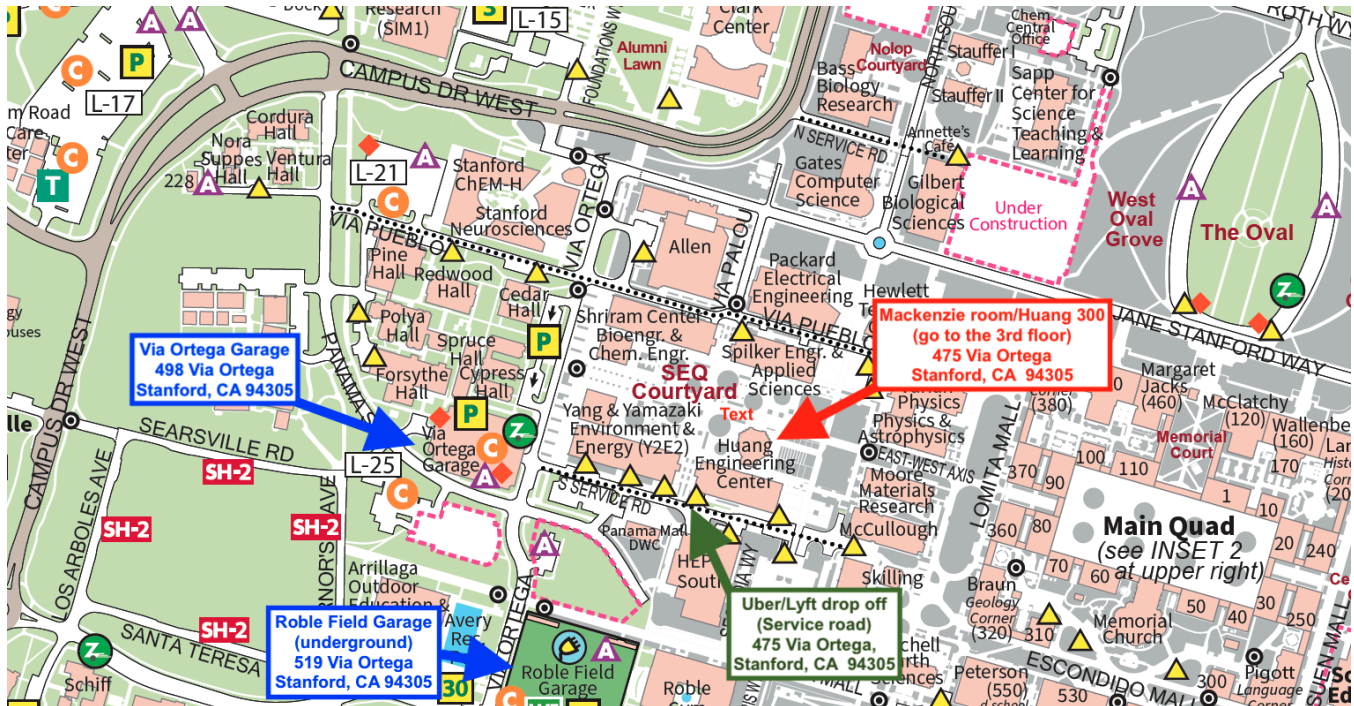 Research
(SIM1)
P
S
L-15
FOUNDATIONS
Alumni
Lawn
Clark
Center
Nolop
Courtyard
Chem
Central
Office
Stauffer I
Stauffer II
ROTH WY
A
A
C
P
L-17
C
T
CAMPUS DR WEST
Bass
Biology
Research
Sapp
Center for
Science
Teaching &
Learning
N SERVICE RD
Annette's
Café
Cordura
Hall
Nora
Suppes
Hall
Ventura
Hall
228
A
L-21
A
C
Stanford
ChEM-H
Stanford
Neurosciences
VIA ORTEGA
Gates
Computer
Science
Gilbert
Biological
Sciences
Under
Construction
West
Oval
Grove
A
The Oval
A
Z
VIA PUEBLO
Pine
Hall
Redwood
Hall
Cedar
Hall
Allen
Packard
Electrical
Engineering
Hewlett
VIA PUEBLO
JANE STANFORD WAY
Polya
Hall
Spruce
Hall
Cypress
Hall
Forsythe
Hall
P
Shriram Center
Bioengr. &
Chem. Engr.
SEQ
Courtyard
Text
Spilker Engr. &
Applied
Sciences
Mackenzie room/Huang 300
(go to the 3rd floor)
475 Via Ortega
Stanford, CA 94305
Via Ortega Garage
498 Via Ortega
Stanford, CA 94305
CAMPUS DR WEST
SEARSVILLE RD
SH-2
L-25
C
P
Via
Ortega
Garage
C
A
Z
Yang & Yamazaki
Environment &
Energy (Y2E2)
Huang
Engineering
Center
Physics
Physics &
Astrophysics
EAST-WEST AXIS
Moore
Materials
Research
McCullough
LOMITA MALL
(380)
Margaret
Jacks
(460)
McClatchy
(120)
(160)
Memorial
Court
100
110
170
370
90
1
10
20
360
80
240
Main Quad
(see INSET 2
at upper right)
70
60
50
40
30
250
LOS ARBOLES AVE
SH-2
SH-2
S SERVICE RD
Panama Mall
DWC
South
Skilling
A
Arrillaga
Outdoor
Education &
Avery
VIA ORTEGA
Roble Field Garage
(underground)
519 Via Ortega
Stanford, CA 94305
SH-2
SANTA TERESA
Z
Schiff
30
C
A
Roble Field
Garage
Roble
Uber/Lyft drop off
(Service road)
475 Via Ortega,
Stanford, CA 94305
Braun
Geology
Corner
(320)
310
Memorial
Church
300
ESCONDIDO MALL
Peterson
(550)
d.school
530
Pigott
Language
Corner